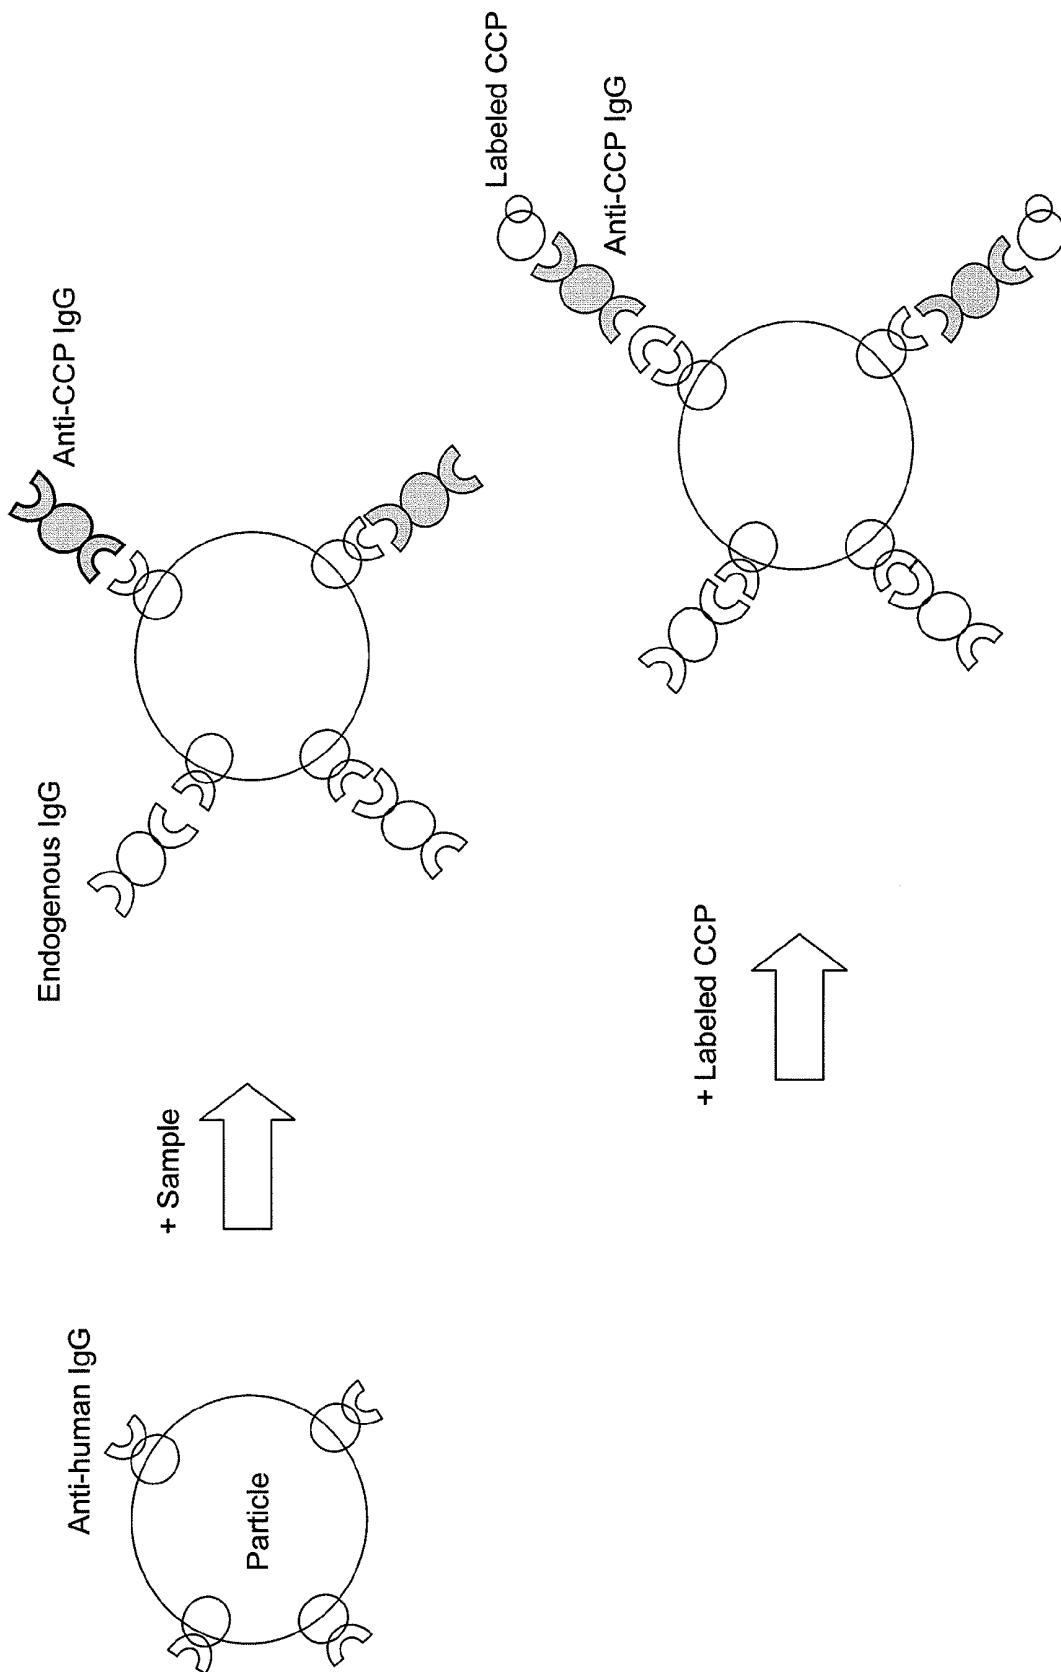 Anti-human IgG
Particle
+ Sample
Endogenous IgG
Anti-CCP IgG
+ Labeled CCP
Labeled CCP
Anti-CCP IgG